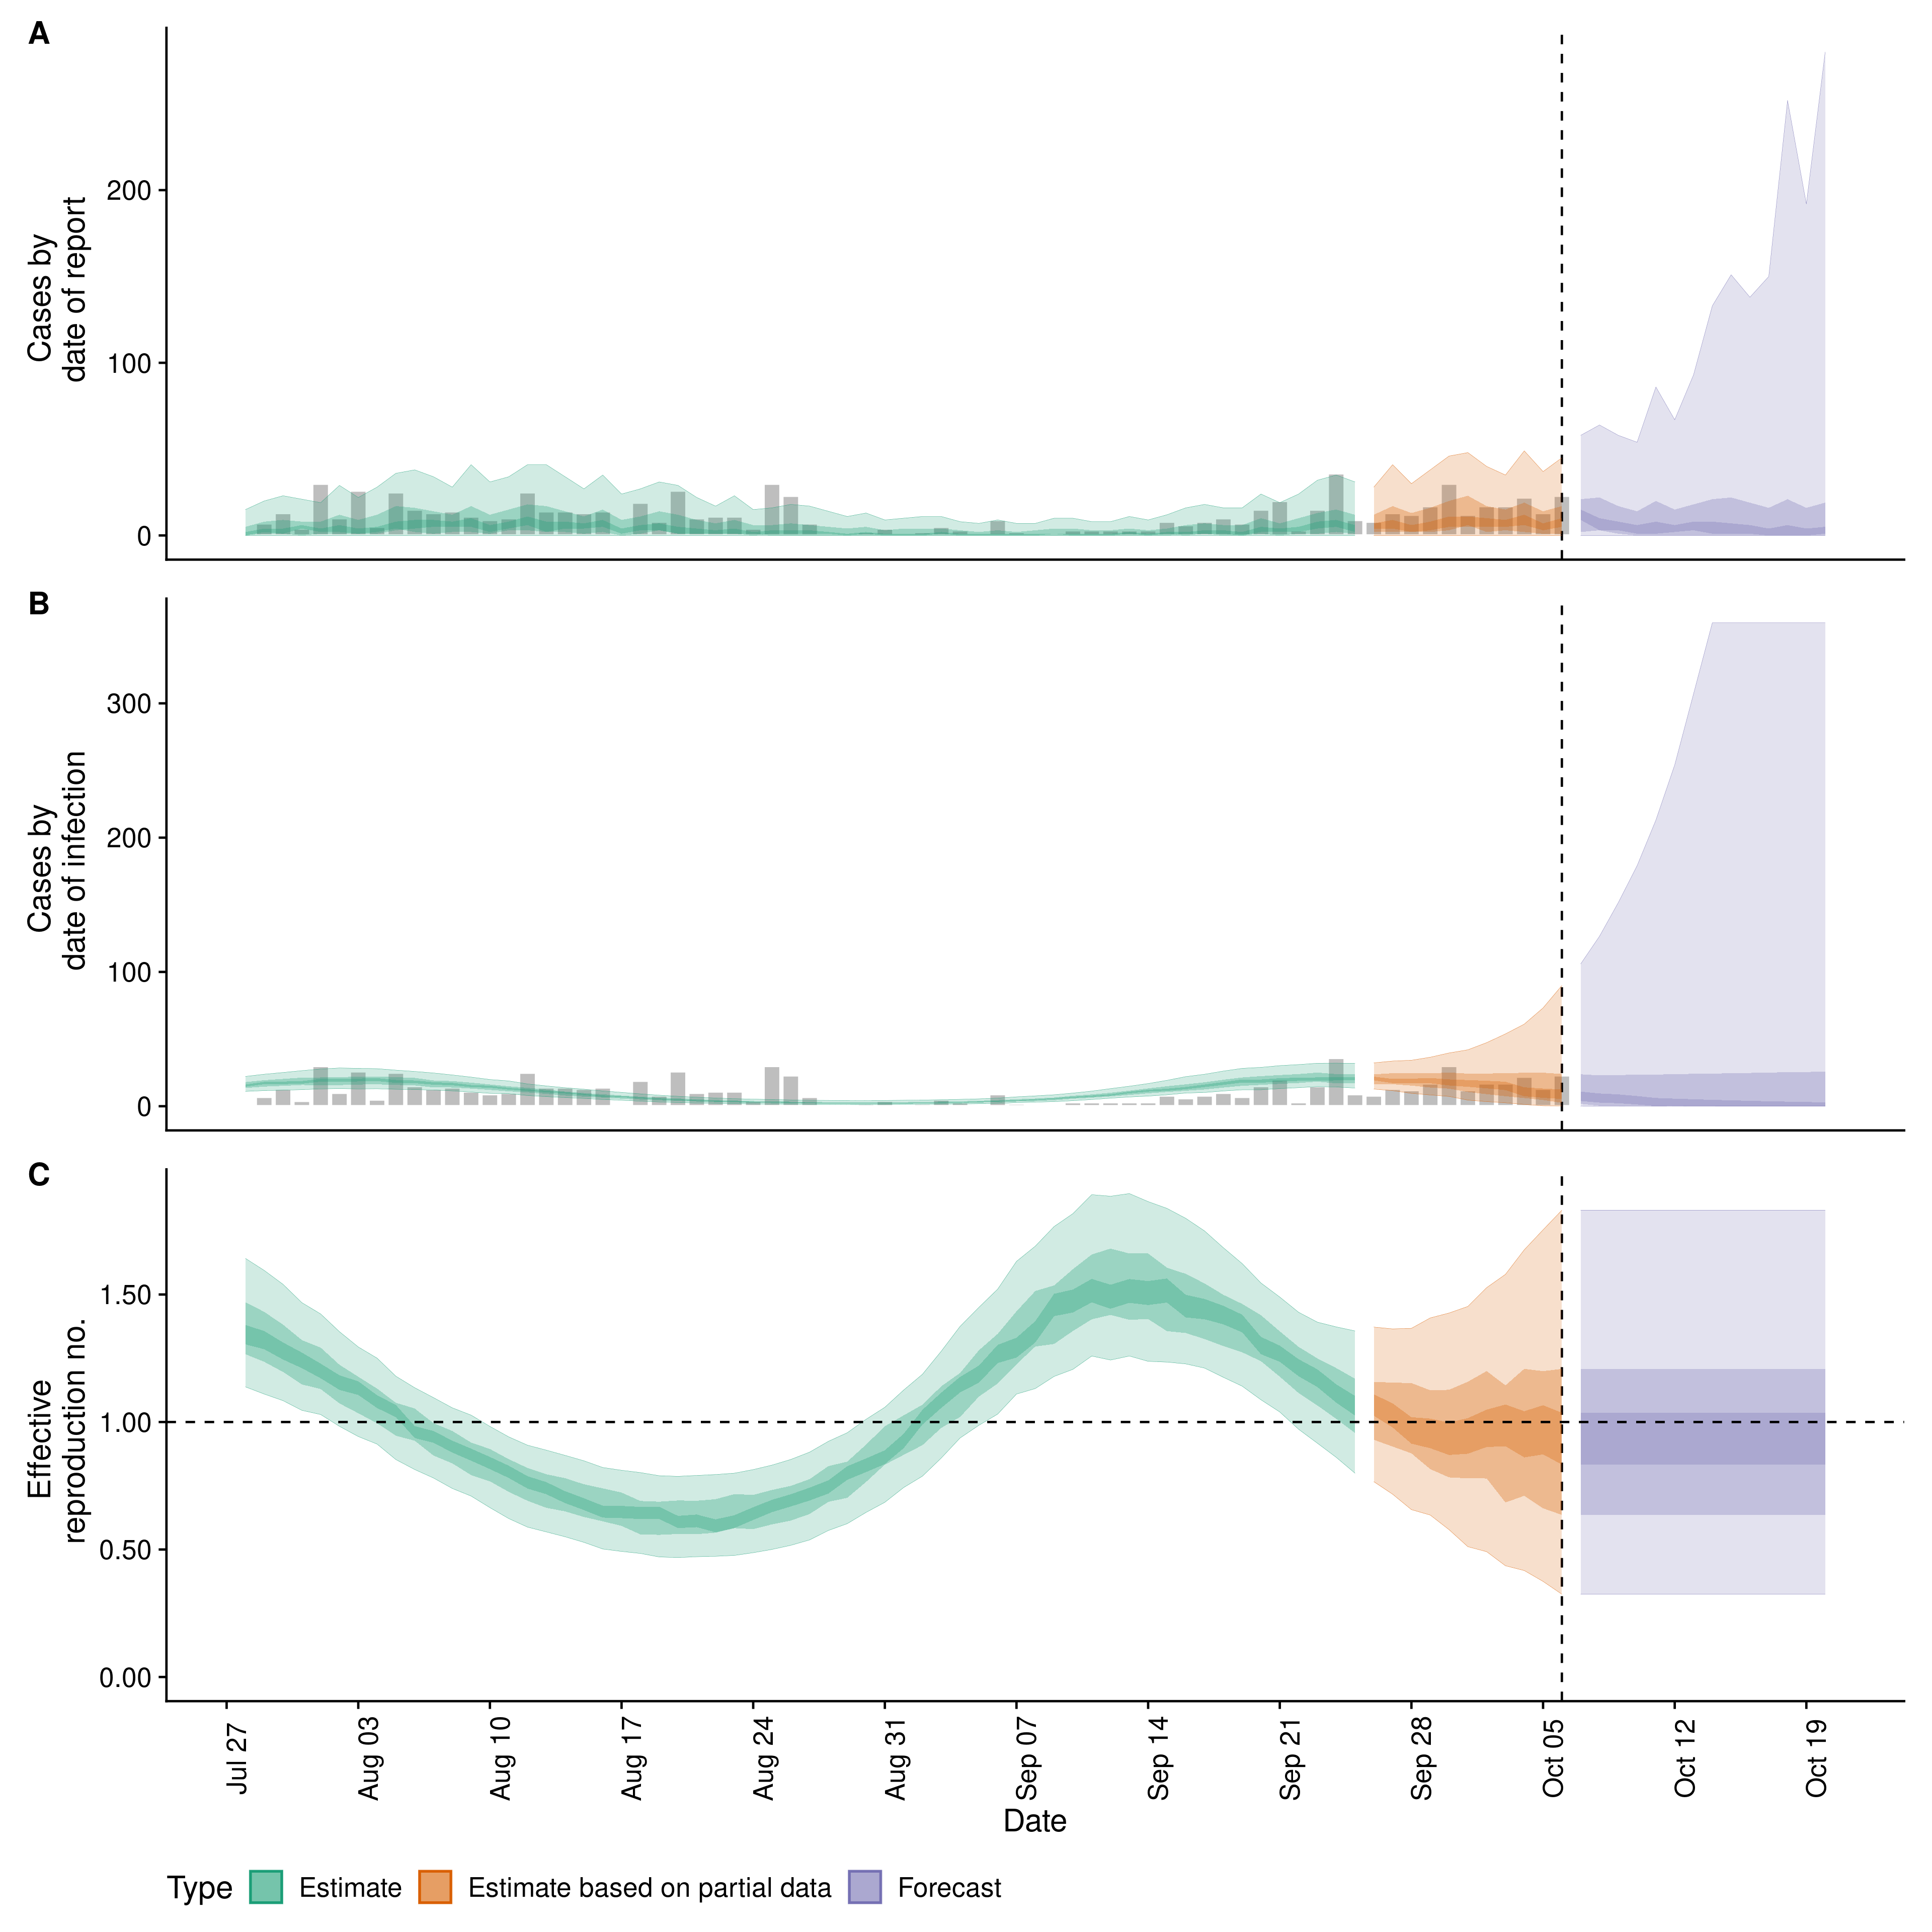 A
Cases by
date of report
200
100
0
B
Cases by
date of infection
300
200
100
0
C
Effective
reproduction no.
1.50
1.00
0.50
0.00
Jul 27
Aug 03
Aug 10
Aug 17
Aug 24
Aug 31
Sep 07
Sep 14
Sep 21
Sep 28
Oct 05
Oct 12
Oct 19
Date
Type Estimate Estimate based on partial data Forecast